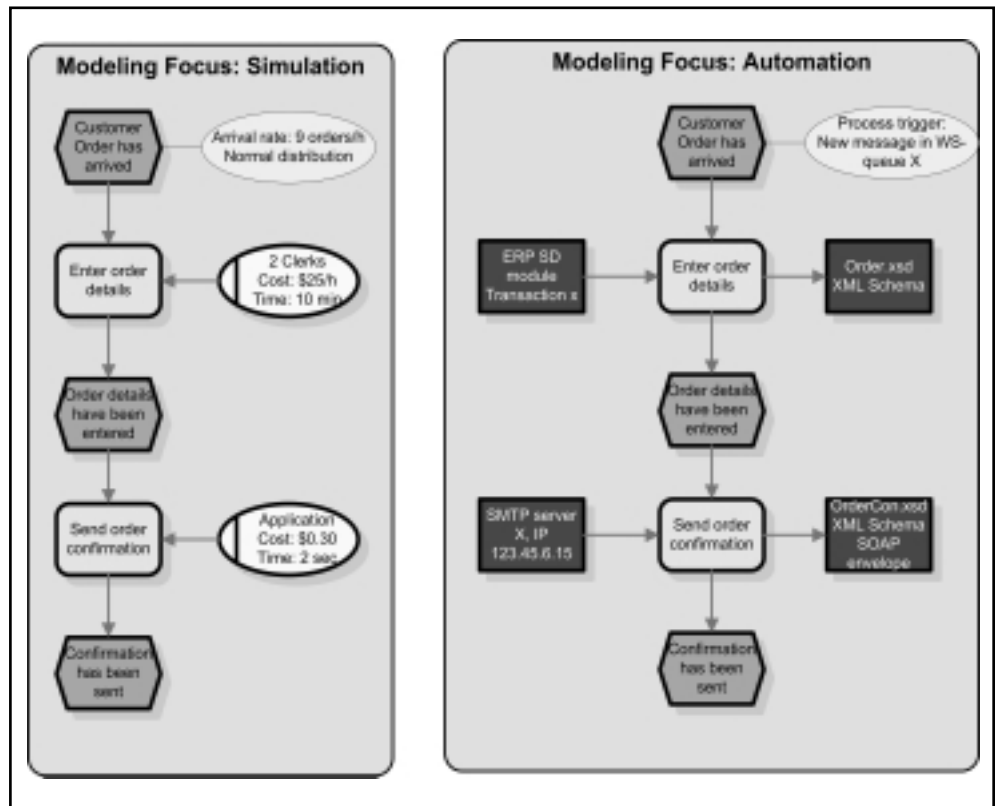 Modeling Focus: Simulation
Customer
Order has
arrived
Arrival rate: 9 orders/h
Normal distribution
Enter order
details
2 Clerks
Cost: $25/h
Time: 10 min
Order details
have been
entered
Send order
confirmation
Application
Cost: $0.30
Time: 2 sec
Confirmation
has been
sent
Modeling Focus: Automation
Customer
Order has
arrived
Process trigger:
New message in WS-
queue X
ERP SD
module
Transaction x
Enter order
details
Order.xsd
XML Schema
Order details
have been
entered
SMTP server
X, IP
123.45.6.15
Send order
confirmation
OrderCon.xsd
XML Schema
SOAP
envelope
Confirmation
has been
sent